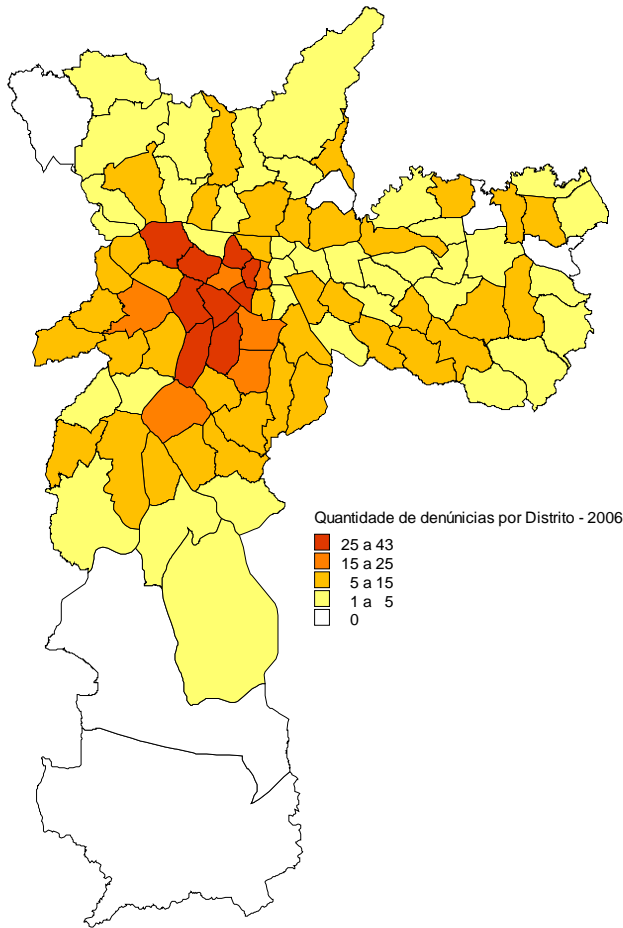 Quantidade de denúnicias por Distrito - 2006
25 a 43
15 a 25
5 a 15
1 a 5
0